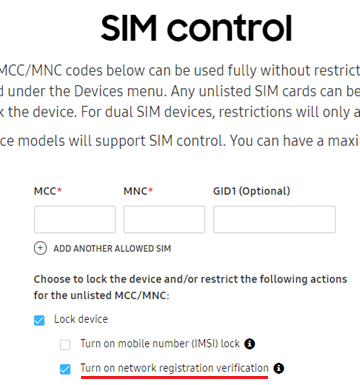 SIM control
MCC/MNC codes below can be used fully without restrict
d under the Devices menu. Any unlisted SIM cards can be
k the device. For dual SIM devices, restrictions will only a
ce models will support SIM control. You can have a maxi
MCC* MNC* GID1 (Optional)
+ ADD ANOTHER ALLOWED SIM
Choose to lock the device and/or restrict the following actions
for the unlisted MCC/MNC:
Lock device
Turn on mobile number (IMSI) lock i
Turn on network registration verification i